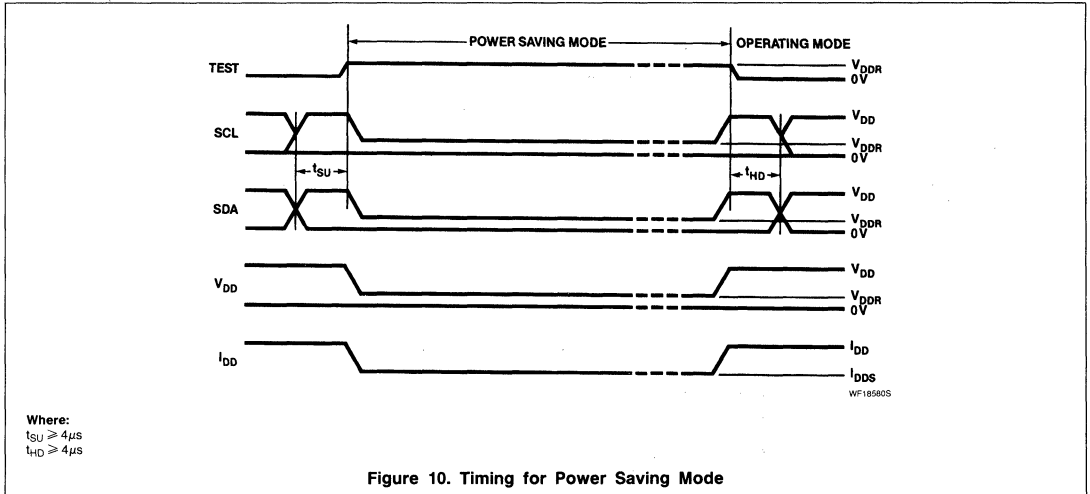 POWER SAVING MODE OPERATING MODE
TEST VDDR
0V
SCL VDD
VDDR
0V
tSU tHD
SDA VDD
VDDR
0V
VDD VDD
VDDR
0V
IDD IDD
IDDS
WF18580S
Where:
tSU ⩾ 4μs
tHD ⩾ 4μs
Figure 10. Timing for Power Saving Mode